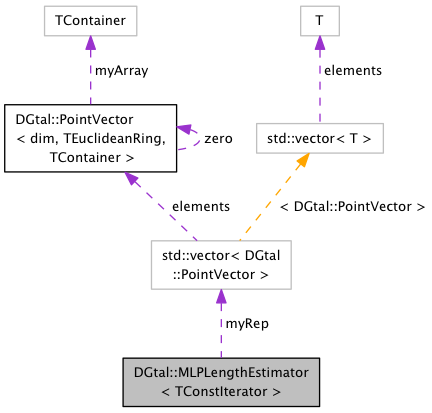 TContainer
T
myArray
elements
DGtal::PointVector
< dim, TEuclideanRing,
TContainer >
zero
std::vector< T >
elements
< DGtal::PointVector >
std::vector< DGtal
::PointVector >
myRep
DGtal::MLPLengthEstimator
< TConstIterator >